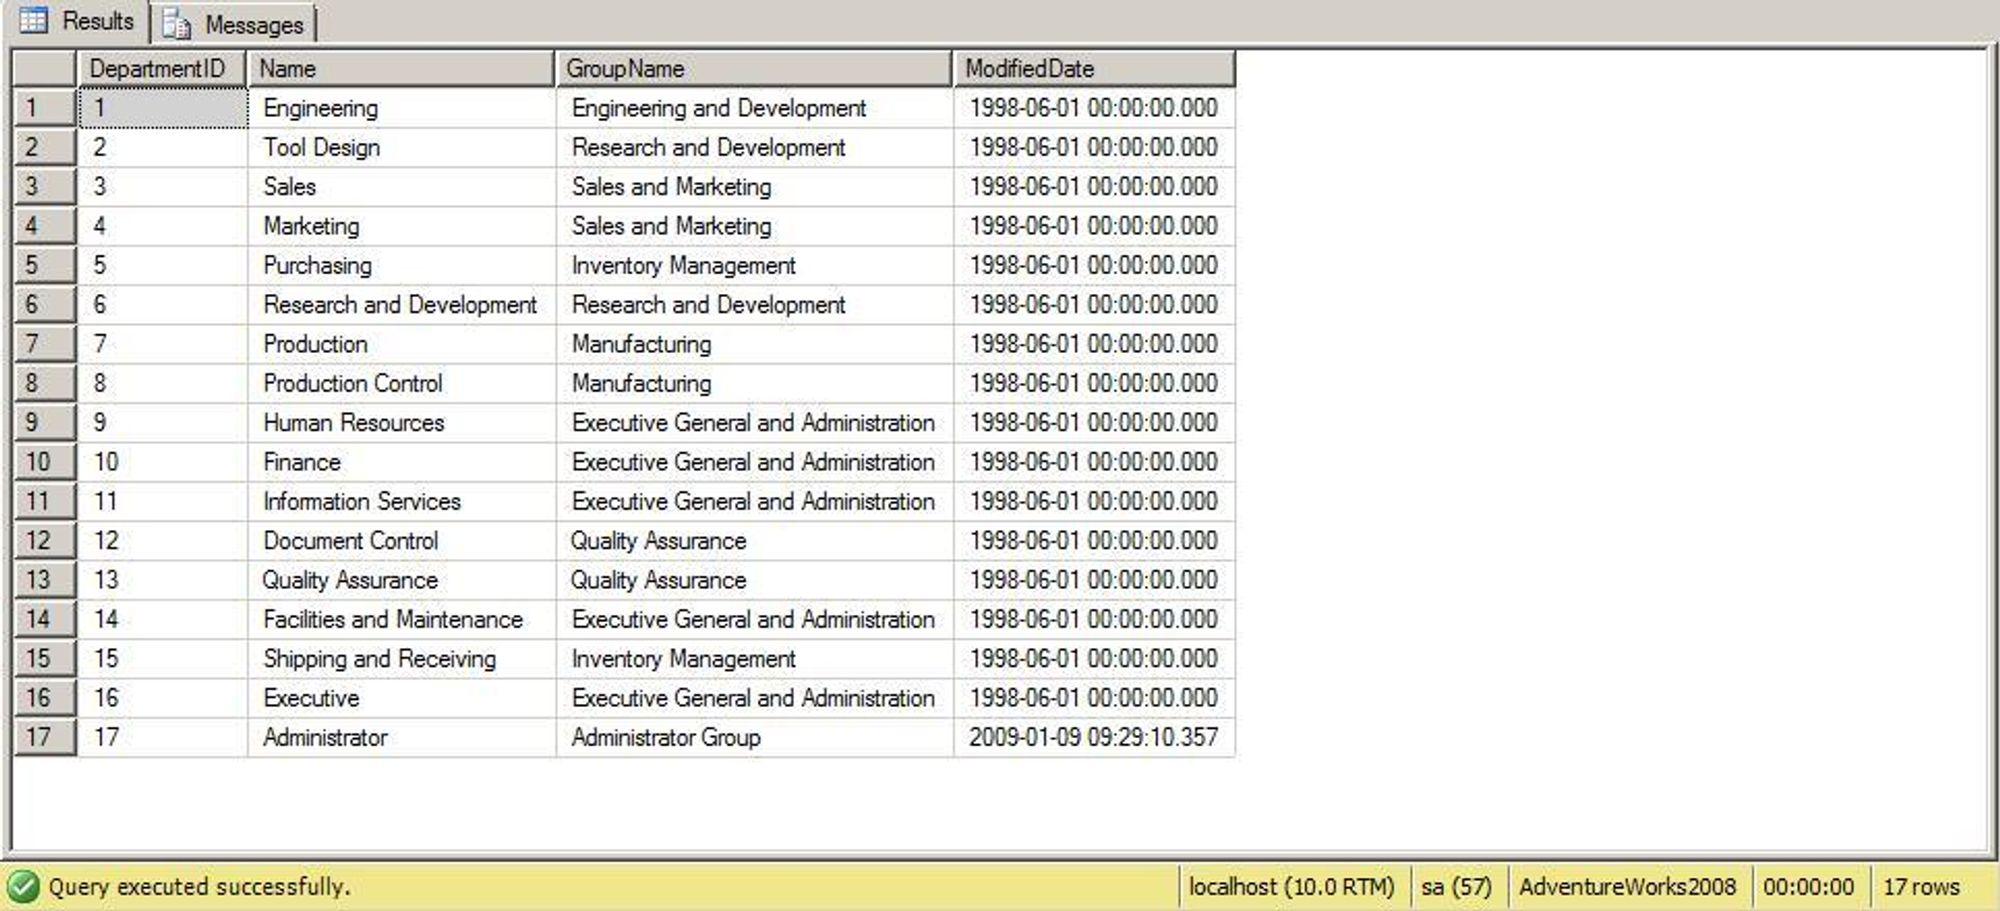 Results Messages
DepartmentID Name GroupName ModifiedDate
1 1 Engineering Engineering and Development 1998-06-01 00:00:00.000
2 2 Tool Design Research and Development 1998-06-01 00:00:00.000
3 3 Sales Sales and Marketing 1998-06-01 00:00:00.000
4 4 Marketing Sales and Marketing 1998-06-01 00:00:00.000
5 5 Purchasing Inventory Management 1998-06-01 00:00:00.000
6 6 Research and Development Research and Development 1998-06-01 00:00:00.000
7 7 Production Manufacturing 1998-06-01 00:00:00.000
8 8 Production Control Manufacturing 1998-06-01 00:00:00.000
9 9 Human Resources Executive General and Administration 1998-06-01 00:00:00.000
10 10 Finance Executive General and Administration 1998-06-01 00:00:00.000
11 11 Information Services Executive General and Administration 1998-06-01 00:00:00.000
12 12 Document Control Quality Assurance 1998-06-01 00:00:00.000
13 13 Quality Assurance Quality Assurance 1998-06-01 00:00:00.000
14 14 Facilities and Maintenance Executive General and Administration 1998-06-01 00:00:00.000
15 15 Shipping and Receiving Inventory Management 1998-06-01 00:00:00.000
16 16 Executive Executive General and Administration 1998-06-01 00:00:00.000
17 17 Administrator Administrator Group 2009-01-09 09:29:10.357
Query executed successfully. localhost (10.0 RTM) sa (57) AdventureWorks2008 00:00:00 17 rows